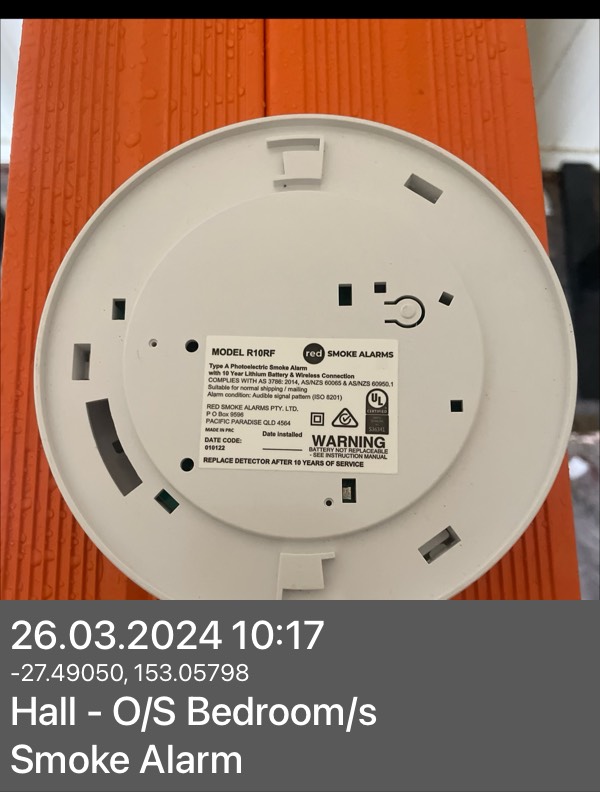 MODEL R10RF
red SMOKE ALARMS
Type A Photoelectric Smoke Alarm
with 10 Year Lithium Battery & Wireless Connection
COMPLIES WITH AS 3786: 2014, AS/NZS 60065 & AS/NZS 60950.1
Suitable for normal shipping / mailing
Alarm condition: Audible signal pattern (ISO 8201)
RED SMOKE ALARMS PTY. LTD.
P O Box 9596
PACIFIC PARADISE QLD 4564
MADE IN PRC
DATE CODE:
010122
Date installed
UL
CERTIFIED
WARNING
BATTERY NOT REPLACEABLE
- SEE INSTRUCTION MANUAL
REPLACE DETECTOR AFTER 10 YEARS OF SERVICE
26.03.2024 10:17
-27.49050, 153.05798
Hall - O/S Bedroom/s
Smoke Alarm